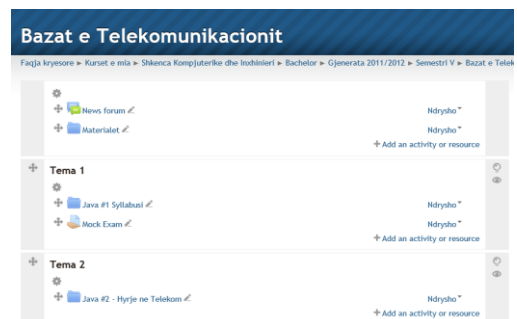 Bazat e Telekomunikacionit
Faqja kryesore ► Kurset e mia ► Shkenca Kompjuterike dhe Inxhinieri ► Bachelor ► Gjenerata 2011/2012 ► Semestri V ► Bazat e Telek
News forum Ndrysho
Materialet Ndrysho
Add an activity or resource
Tema 1
Java #1 Syllabusi Ndrysho
Mock Exam Ndrysho
Add an activity or resource
Tema 2
Java #2 - Hyrje ne Telekom Ndrysho
Add an activity or resource